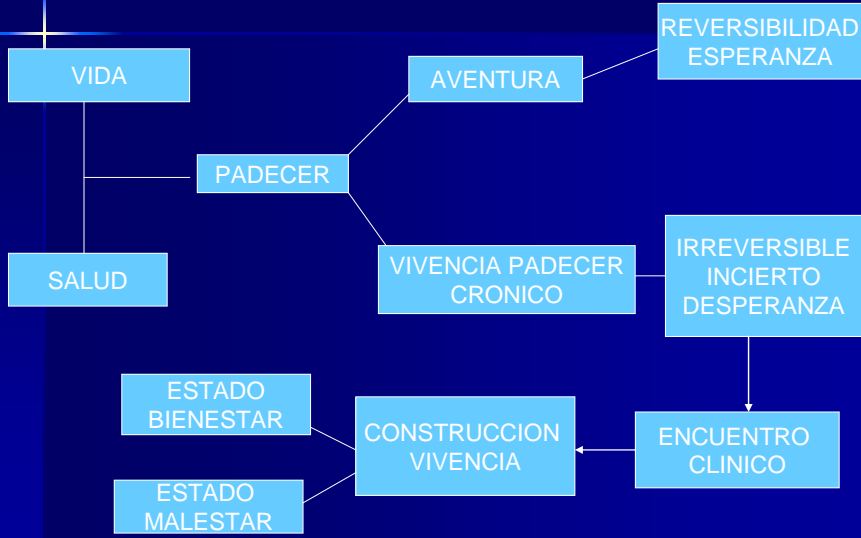 VIDA
SALUD
PADECER
AVENTURA
REVERSIBILIDAD
ESPERANZA
VIVENCIA PADECER
CRONICO
IRREVERSIBLE
INCIERTO
DESPERANZA
ENCUENTRO
CLINICO
CONSTRUCCION
VIVENCIA
ESTADO
BIENESTAR
ESTADO
MALESTAR